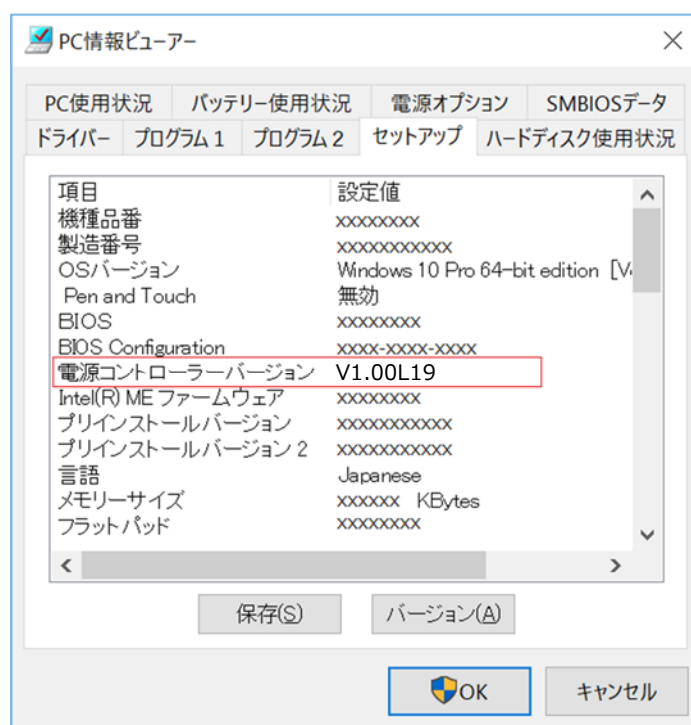 PC情報ビューアー
PC使用状況 バッテリー使用状況 電源オプション SMBIOSデータ
ドライバー プログラム1 プログラム2 セットアップ ハードディスク使用状況
項目 設定値
機種品番 xxxxxxxx
製造番号 xxxxxxxxxxx
OSバージョン Windows 10 Pro 64-bit edition [V
Pen and Touch 無効
BIOS xxxxxxxx
BIOS Configuration xxxx-xxxx-xxxx
電源コントローラーバージョン V1.00L19
Intel(R) ME ファームウェア xxxxxxxx
プリインストールバージョン xxxxxxxxxxx
プリインストールバージョン 2 xxxxxxxxxxx
言語 Japanese
メモリーサイズ xxxxxx KBytes
フラットパッド xxxxxxxx
保存(S) バージョン(A)
OK キャンセル